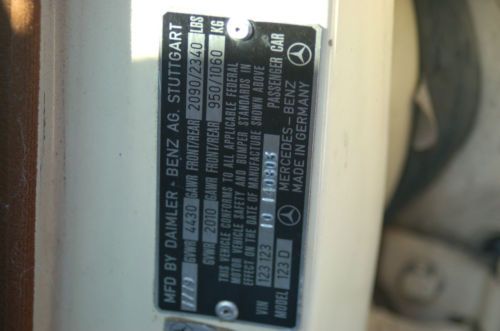 MFD BY DAIMLER - BENZ AG. STUTTGART
GVWR 4430 GAWR FRONT/REAR 2090/2340 LBS
GWR 2010 GAWR FRONT/REAR 950/1060 KG
THIS VEHICLE CONFORMS TO ALL APPLICABLE FEDERAL
MOTOR VEHICLE SAFETY AND BUMPER STANDARDS IN
EFFECT ON THE DATE OF MANUFACTURE SHOWN ABOVE
VIN 123 123 10 PASSENGER CAR
MODEL 123 D MERCEDES-BENZ
MADE IN GERMANY